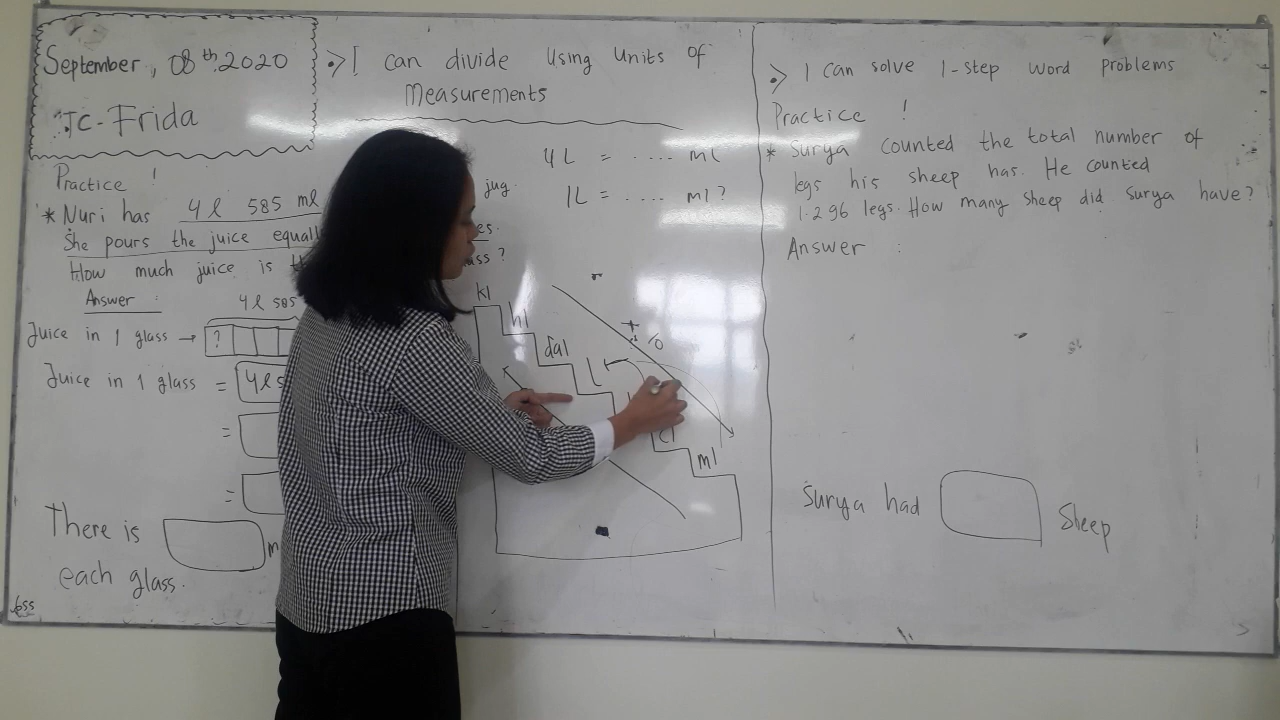 September, 08th 2020
JC-Frida
Practice !
* Nuri has 4 l 585 ml jug.
She pours the juice equall es.
How much juice is ass ?
Answer :
4 l 585
Juice in 1 glass → ?
Juice in 1 glass = 4 l 5
=
=
There is
each glass.
•> I can divide using units of
Measurements
4 L = .... ml
1L = .... ml ?
kl
hl
dal
L
cl
ml
: 10
•> I can solve 1-step word problems
Practice !
* Surya counted the total number of
legs his sheep has. He counted
1.296 legs. How many sheep did surya have?
Answer :
Surya had Sheep